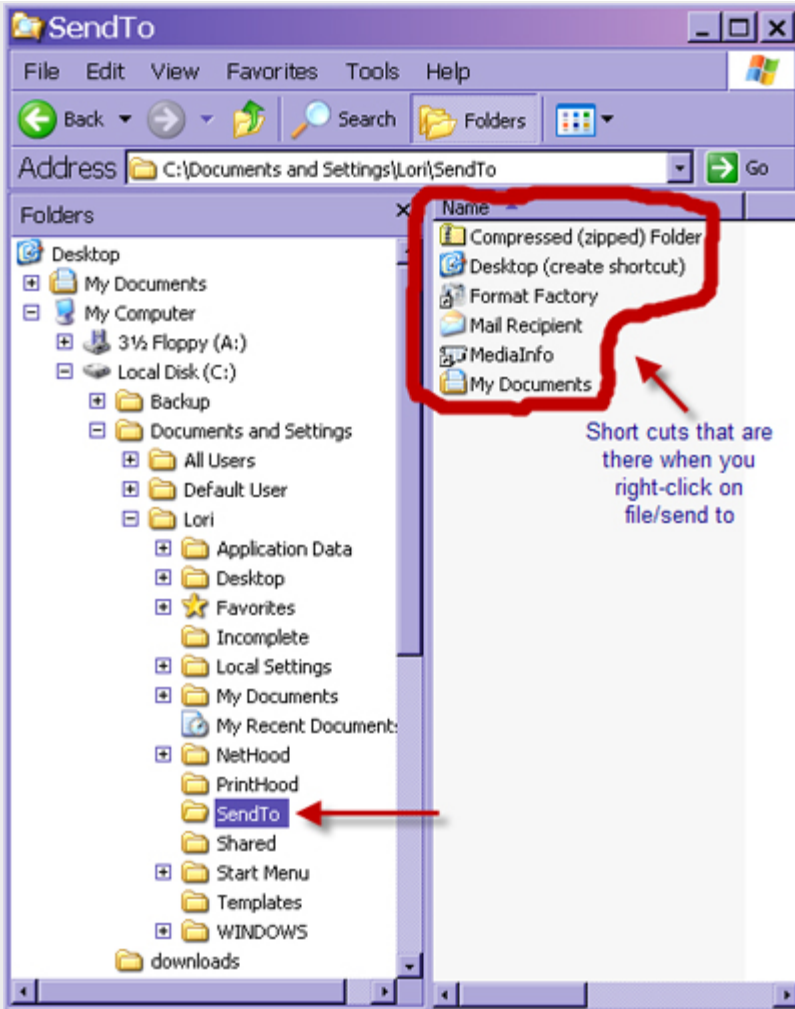 SendTo
File Edit View Favorites Tools Help
Back Search Folders
Address C:\Documents and Settings\Lori\SendTo Go
Folders
Desktop
My Documents
My Computer
3½ Floppy (A:)
Local Disk (C:)
Backup
Documents and Settings
All Users
Default User
Lori
Application Data
Desktop
Favorites
Incomplete
Local Settings
My Documents
My Recent Documents
NetHood
PrintHood
SendTo
Shared
Start Menu
Templates
WINDOWS
downloads
Name
Compressed (zipped) Folder
Desktop (create shortcut)
Format Factory
Mail Recipient
MediaInfo
My Documents
Short cuts that are
there when you
right-click on
file/send to